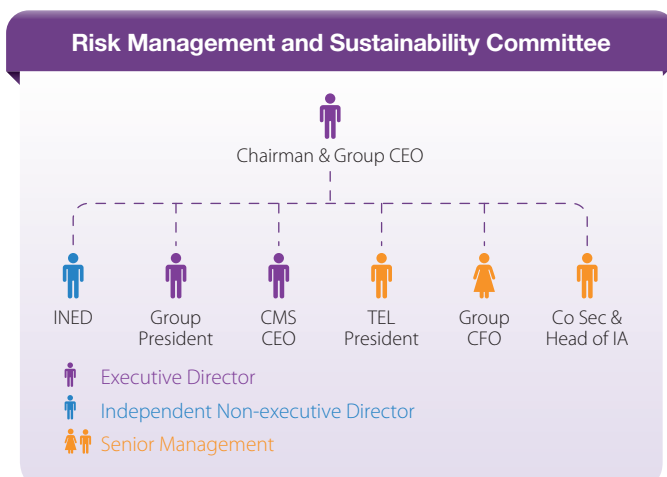 Risk Management and Sustainability Committee
Chairman & Group CEO
INED
Group
President
CMS
CEO
TEL
President
Group
CFO
Co Sec &
Head of IA
Executive Director
Independent Non-executive Director
Senior Management